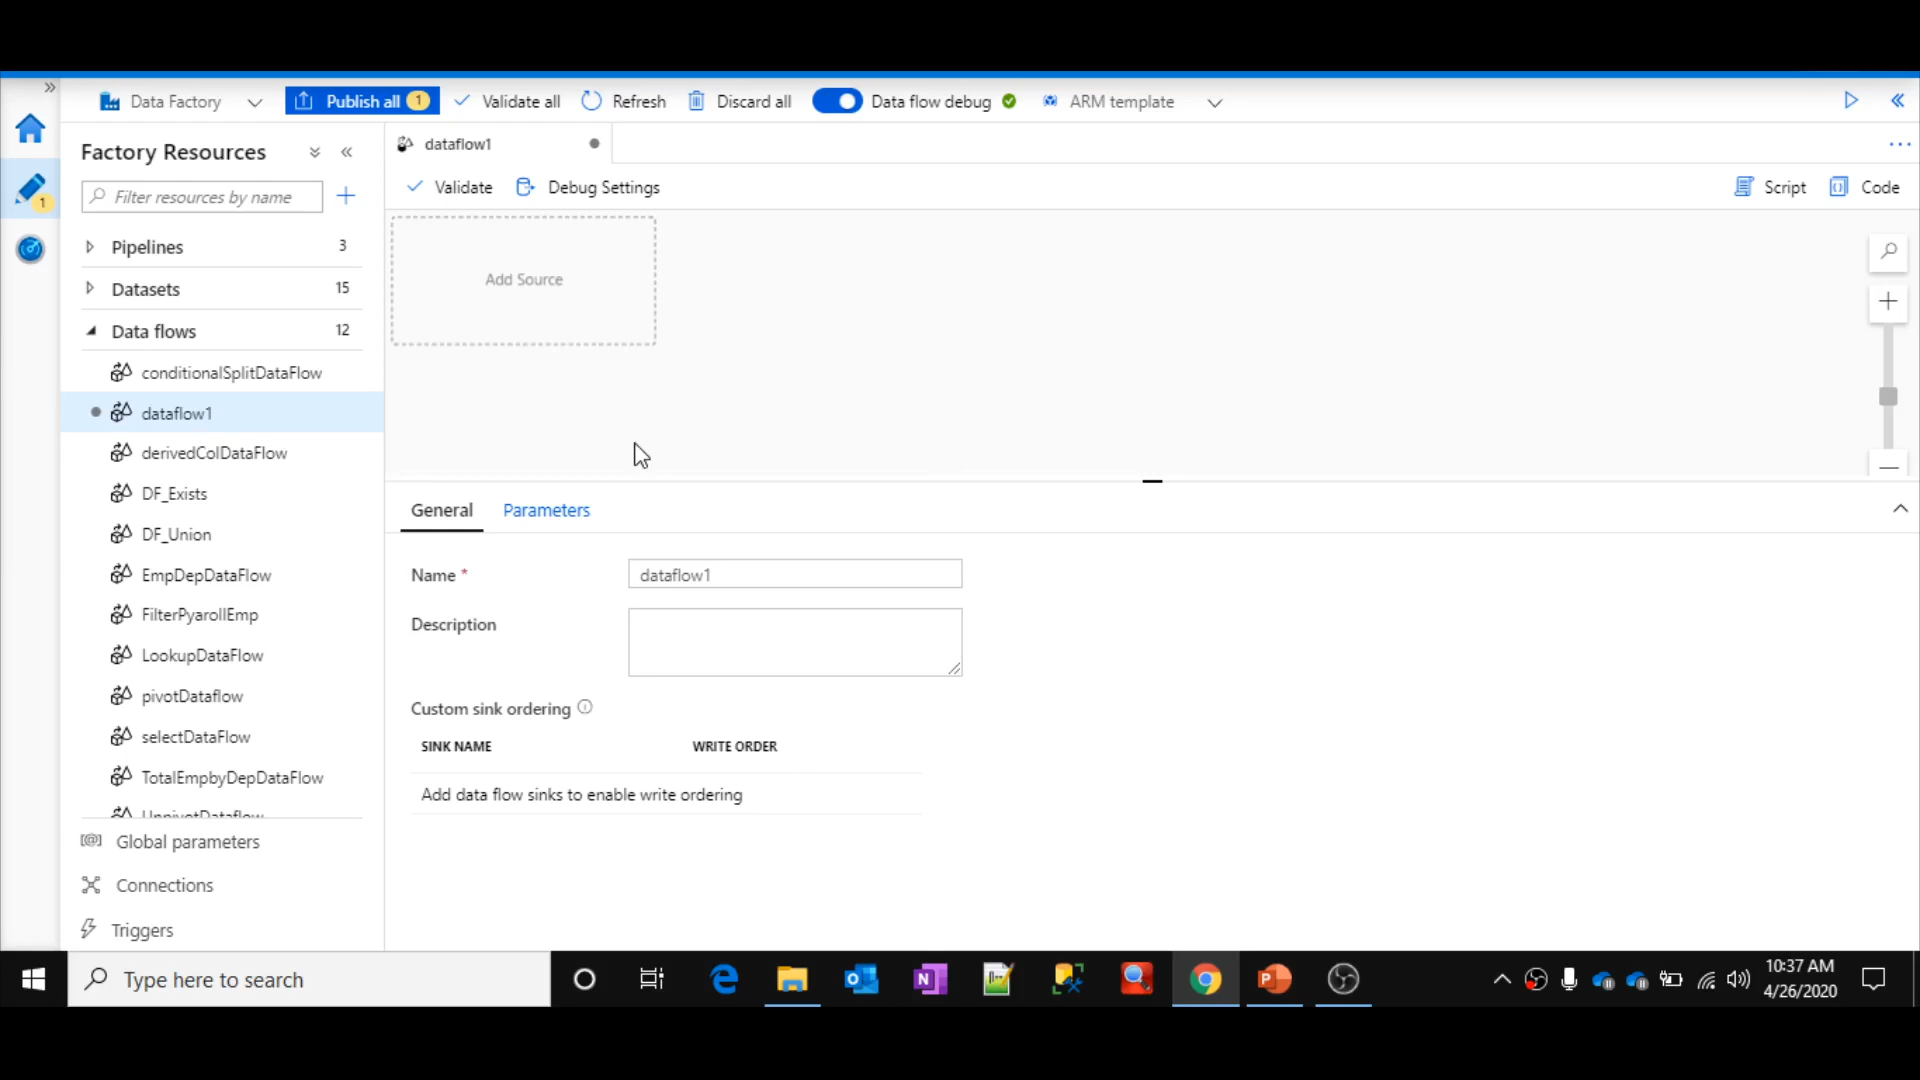 Data Factory
Publish all 1
Validate all
Refresh
Discard all
Data flow debug
ARM template
Factory Resources
Filter resources by name
1
Pipelines 3
Datasets 15
Data flows 12
conditionalSplitDataFlow
dataflow1
derivedColDataFlow
DF_Exists
DF_Union
EmpDepDataFlow
FilterPyarollEmp
LookupDataFlow
pivotDataflow
selectDataFlow
TotalEmpbyDepDataFlow
UnpivotDataflow
Global parameters
Connections
Triggers
dataflow1
Validate
Debug Settings
Script
Code
Add Source
General
Parameters
Name *
dataflow1
Description
Custom sink ordering
SINK NAME WRITE ORDER
Add data flow sinks to enable write ordering
Type here to search
10:37 AM
4/26/2020